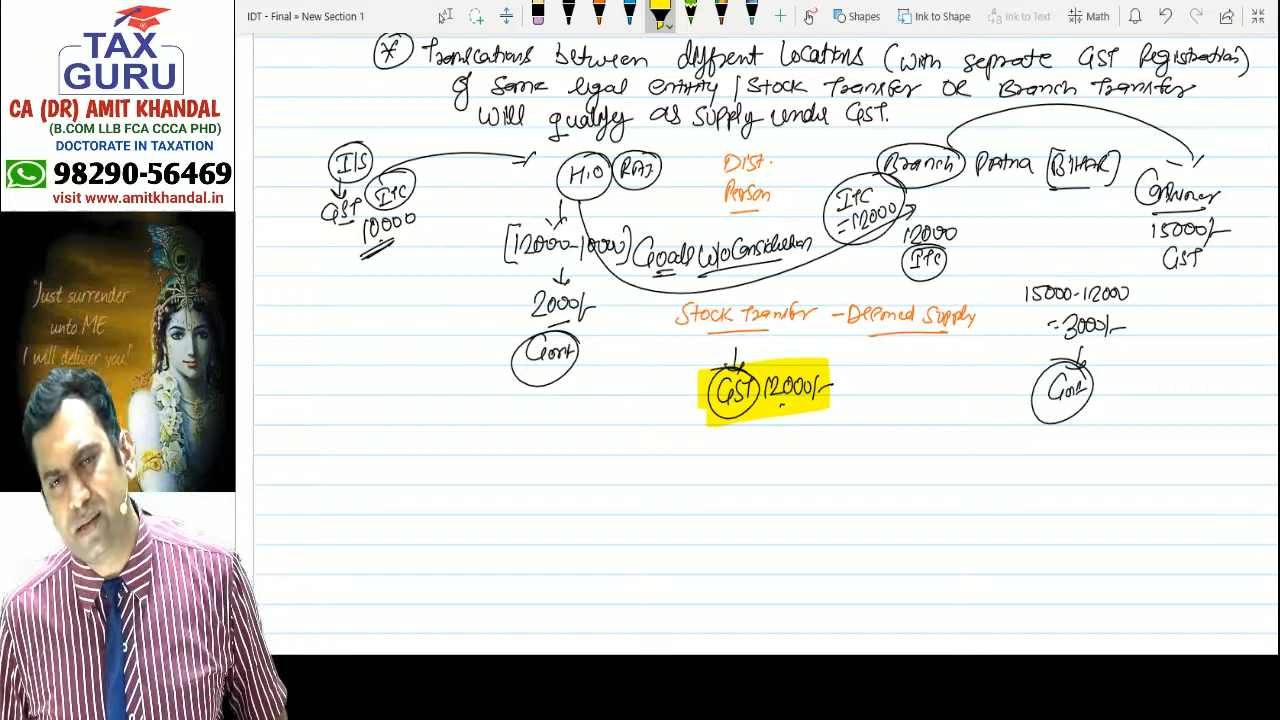 IDT - Final » New Section 1
Shapes
Ink to Shape
Ink to Text
Math
TAX
GURU
CA (DR) AMIT KHANDAL
(B.COM LLB FCA CCCA PHD)
DOCTORATE IN TAXATION
98290-56469
visit www.amitkhandal.in
"Just surrender
unto ME
I will deliver you!"
* Transcations between diffrent locations (with seprate GST Registration)
of same legal entity / Stock Transfer or Branch Transfer
will qualify as supply under GST.
I/S
H.O
RAJ
Dist.
Person
Branch
Patna [BIHAR]
Consumer
GST
ITC
10000
ITC
= 12000
12000
ITC
15000/-
GST
[12000-10000]
Goods w/o Consideration
2000/-
Govt
Stock Transfer - Deemed Supply
15000-12000
= 3000/-
GST 12000/-
Govt